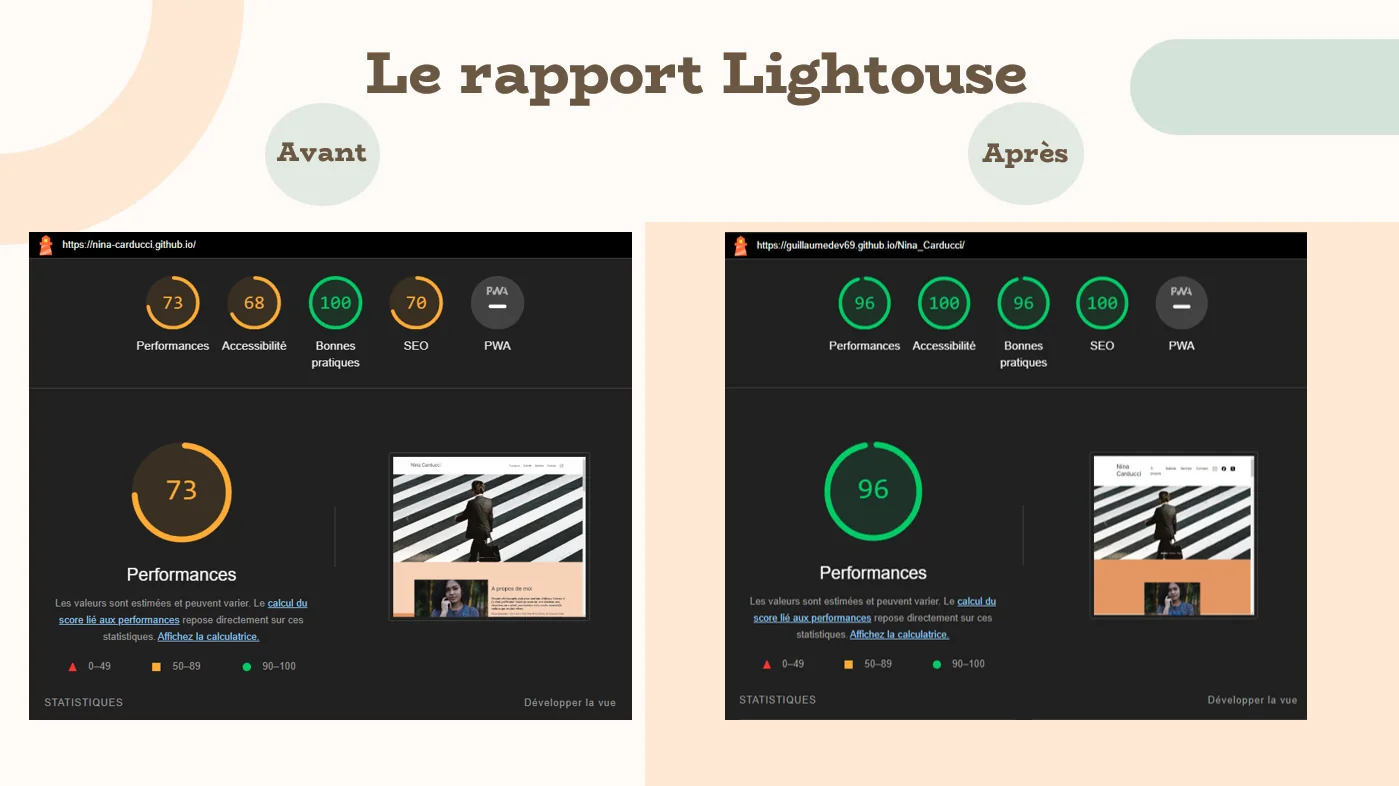 Le rapport Lightouse
Avant
Après
https://nina-carducci.github.io/
73
68
100
70
PWA
Performances
Accessibilité
Bonnes
pratiques
SEO
PWA
73
Performances
Les valeurs sont estimées et peuvent varier. Le calcul du
score lié aux performances repose directement sur ces
statistiques. Affichez la calculatrice.
0–49
50–89
90–100
Nina Carducci
A propos de moi
STATISTIQUES
Développer la vue
https://guillaumedev69.github.io/Nina_Carducci/
96
100
96
100
PWA
Performances
Accessibilité
Bonnes
pratiques
SEO
PWA
96
Performances
Les valeurs sont estimées et peuvent varier. Le calcul du
score lié aux performances repose directement sur ces
statistiques. Affichez la calculatrice.
0–49
50–89
90–100
Nina
Carducci
STATISTIQUES
Développer la vue